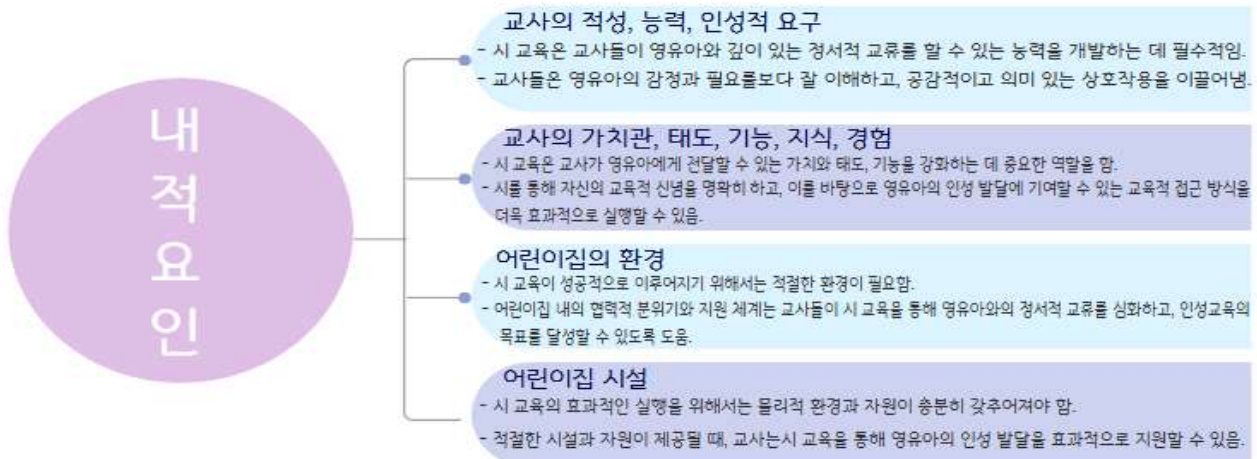 내
적
요
인
교사의 적성, 능력, 인성적 요구
- 시 교육은 교사들이 영유아와 깊이 있는 정서적 교류를 할 수 있는 능력을 개발하는 데 필수적임.
- 교사들은 영유아의 감정과 필요를보다 잘 이해하고, 공감적이고 의미 있는 상호작용을 이끌어냄.
교사의 가치관, 태도, 기능, 지식, 경험
- 시 교육은 교사가 영유아에게 전달할 수 있는 가치와 태도, 기능을 강화하는 데 중요한 역할을 함.
- 시를 통해 자신의 교육적 신념을 명확히 하고, 이를 바탕으로 영유아의 인성 발달에 기여할 수 있는 교육적 접근 방식을
더욱 효과적으로 실행할 수 있음.
어린이집의 환경
- 시 교육이 성공적으로 이루어지기 위해서는 적절한 환경이 필요함.
- 어린이집 내의 협력적 분위기와 지원 체계는 교사들이 시 교육을 통해 영유아와의 정서적 교류를 심화하고, 인성교육의
목표를 달성할 수 있도록 도움.
어린이집 시설
- 시 교육의 효과적인 실행을 위해서는 물리적 환경과 자원이 충분히 갖추어져야 함.
- 적절한 시설과 자원이 제공될 때, 교사는시 교육을 통해 영유아의 인성 발달을 효과적으로 지원할 수 있음.